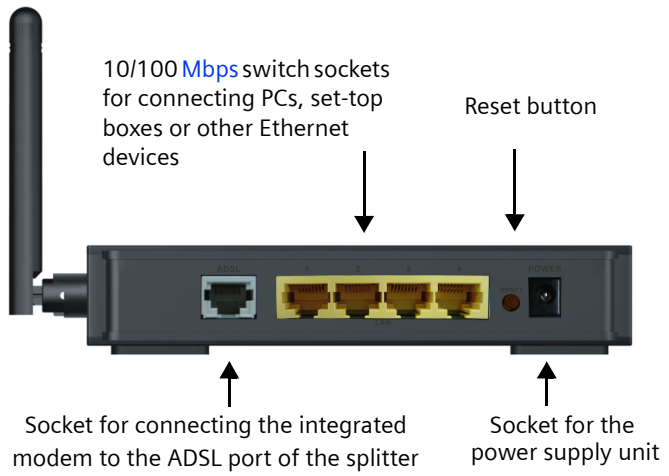 10/100 Mbps switch sockets
for connecting PCs, set-top
boxes or other Ethernet
devices
Reset button
ADSL
1 2 3 4
LAN
RESET
POWER
Socket for connecting the integrated
modem to the ADSL port of the splitter
Socket for the
power supply unit